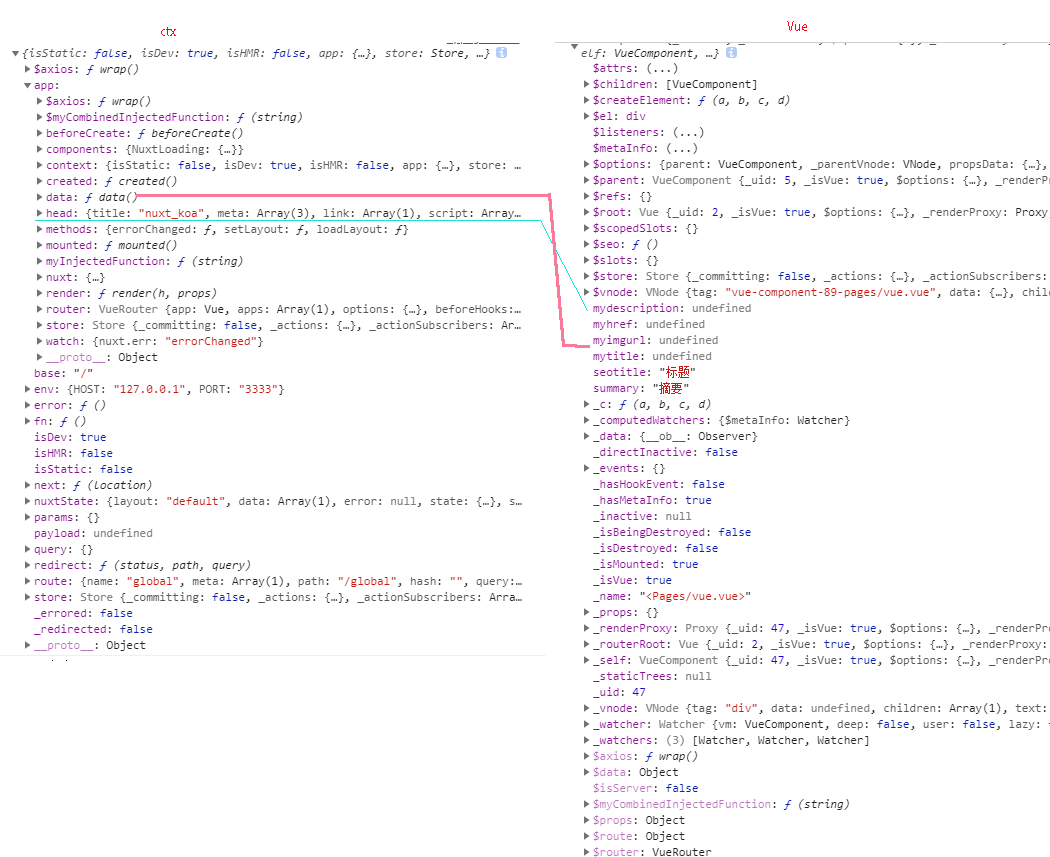 ctx
{isStatic: false, isDev: true, isHMR: false, app: {…}, store: Store, …}
$axios: ƒ wrap()
app:
$axios: ƒ wrap()
$myCombinedInjectedFunction: ƒ (string)
beforeCreate: ƒ beforeCreate()
components: {NuxtLoading: {…}}
context: {isStatic: false, isDev: true, isHMR: false, app: {…}, store: …
created: ƒ created()
data: ƒ data()
head: {title: "nuxt_koa", meta: Array(3), link: Array(1), script: Array…
methods: {errorChanged: ƒ, setLayout: ƒ, loadLayout: ƒ}
mounted: ƒ mounted()
myInjectedFunction: ƒ (string)
nuxt: {…}
render: ƒ render(h, props)
router: VueRouter {app: Vue, apps: Array(1), options: {…}, beforeHooks:…
store: Store {_committing: false, _actions: {…}, _actionSubscribers: Ar…
watch: {nuxt.err: "errorChanged"}
__proto__: Object
base: "/"
env: {HOST: "127.0.0.1", PORT: "3333"}
error: ƒ ()
fn: ƒ ()
isDev: true
isHMR: false
isStatic: false
next: ƒ (location)
nuxtState: {layout: "default", data: Array(1), error: null, state: {…}, s…
params: {}
payload: undefined
query: {}
redirect: ƒ (status, path, query)
route: {name: "global", meta: Array(1), path: "/global", hash: "", query:…
store: Store {_committing: false, _actions: {…}, _actionSubscribers: Arra…
_errored: false
_redirected: false
__proto__: Object
Vue
elf: VueComponent, …}
$attrs: (...)
$children: [VueComponent]
$createElement: ƒ (a, b, c, d)
$el: div
$listeners: (...)
$metaInfo: (...)
$options: {parent: VueComponent, _parentVnode: VNode, propsData: {…},
$parent: VueComponent {_uid: 5, _isVue: true, $options: {…}, _renderPr
$refs: {}
$root: Vue {_uid: 2, _isVue: true, $options: {…}, _renderProxy: Proxy,
$scopedSlots: {}
$seo: ƒ ()
$slots: {}
$store: Store {_committing: false, _actions: {…}, _actionSubscribers:
$vnode: VNode {tag: "vue-component-89-pages/vue.vue", data: {…}, chil
mydescription: undefined
myhref: undefined
myimgurl: undefined
mytitle: undefined
seotitle: "标题"
summary: "摘要"
_c: ƒ (a, b, c, d)
_computedWatchers: {$metaInfo: Watcher}
_data: {__ob__: Observer}
_directInactive: false
_events: {}
_hasHookEvent: false
_hasMetaInfo: true
_inactive: null
_isBeingDestroyed: false
_isDestroyed: false
_isMounted: true
_isVue: true
_name: "<Pages/vue.vue>"
_props: {}
_renderProxy: Proxy {_uid: 47, _isVue: true, $options: {…}, _renderPr
_routerRoot: Vue {_uid: 2, _isVue: true, $options: {…}, _renderProxy:
_self: VueComponent {_uid: 47, _isVue: true, $options: {…}, _renderPr
_staticTrees: null
_uid: 47
_vnode: VNode {tag: "div", data: undefined, children: Array(1), text:
_watcher: Watcher {vm: VueComponent, deep: false, user: false, lazy:
_watchers: (3) [Watcher, Watcher, Watcher]
$axios: ƒ wrap()
$data: Object
$isServer: false
$myCombinedInjectedFunction: ƒ (string)
$props: Object
$route: Object
$router: VueRouter